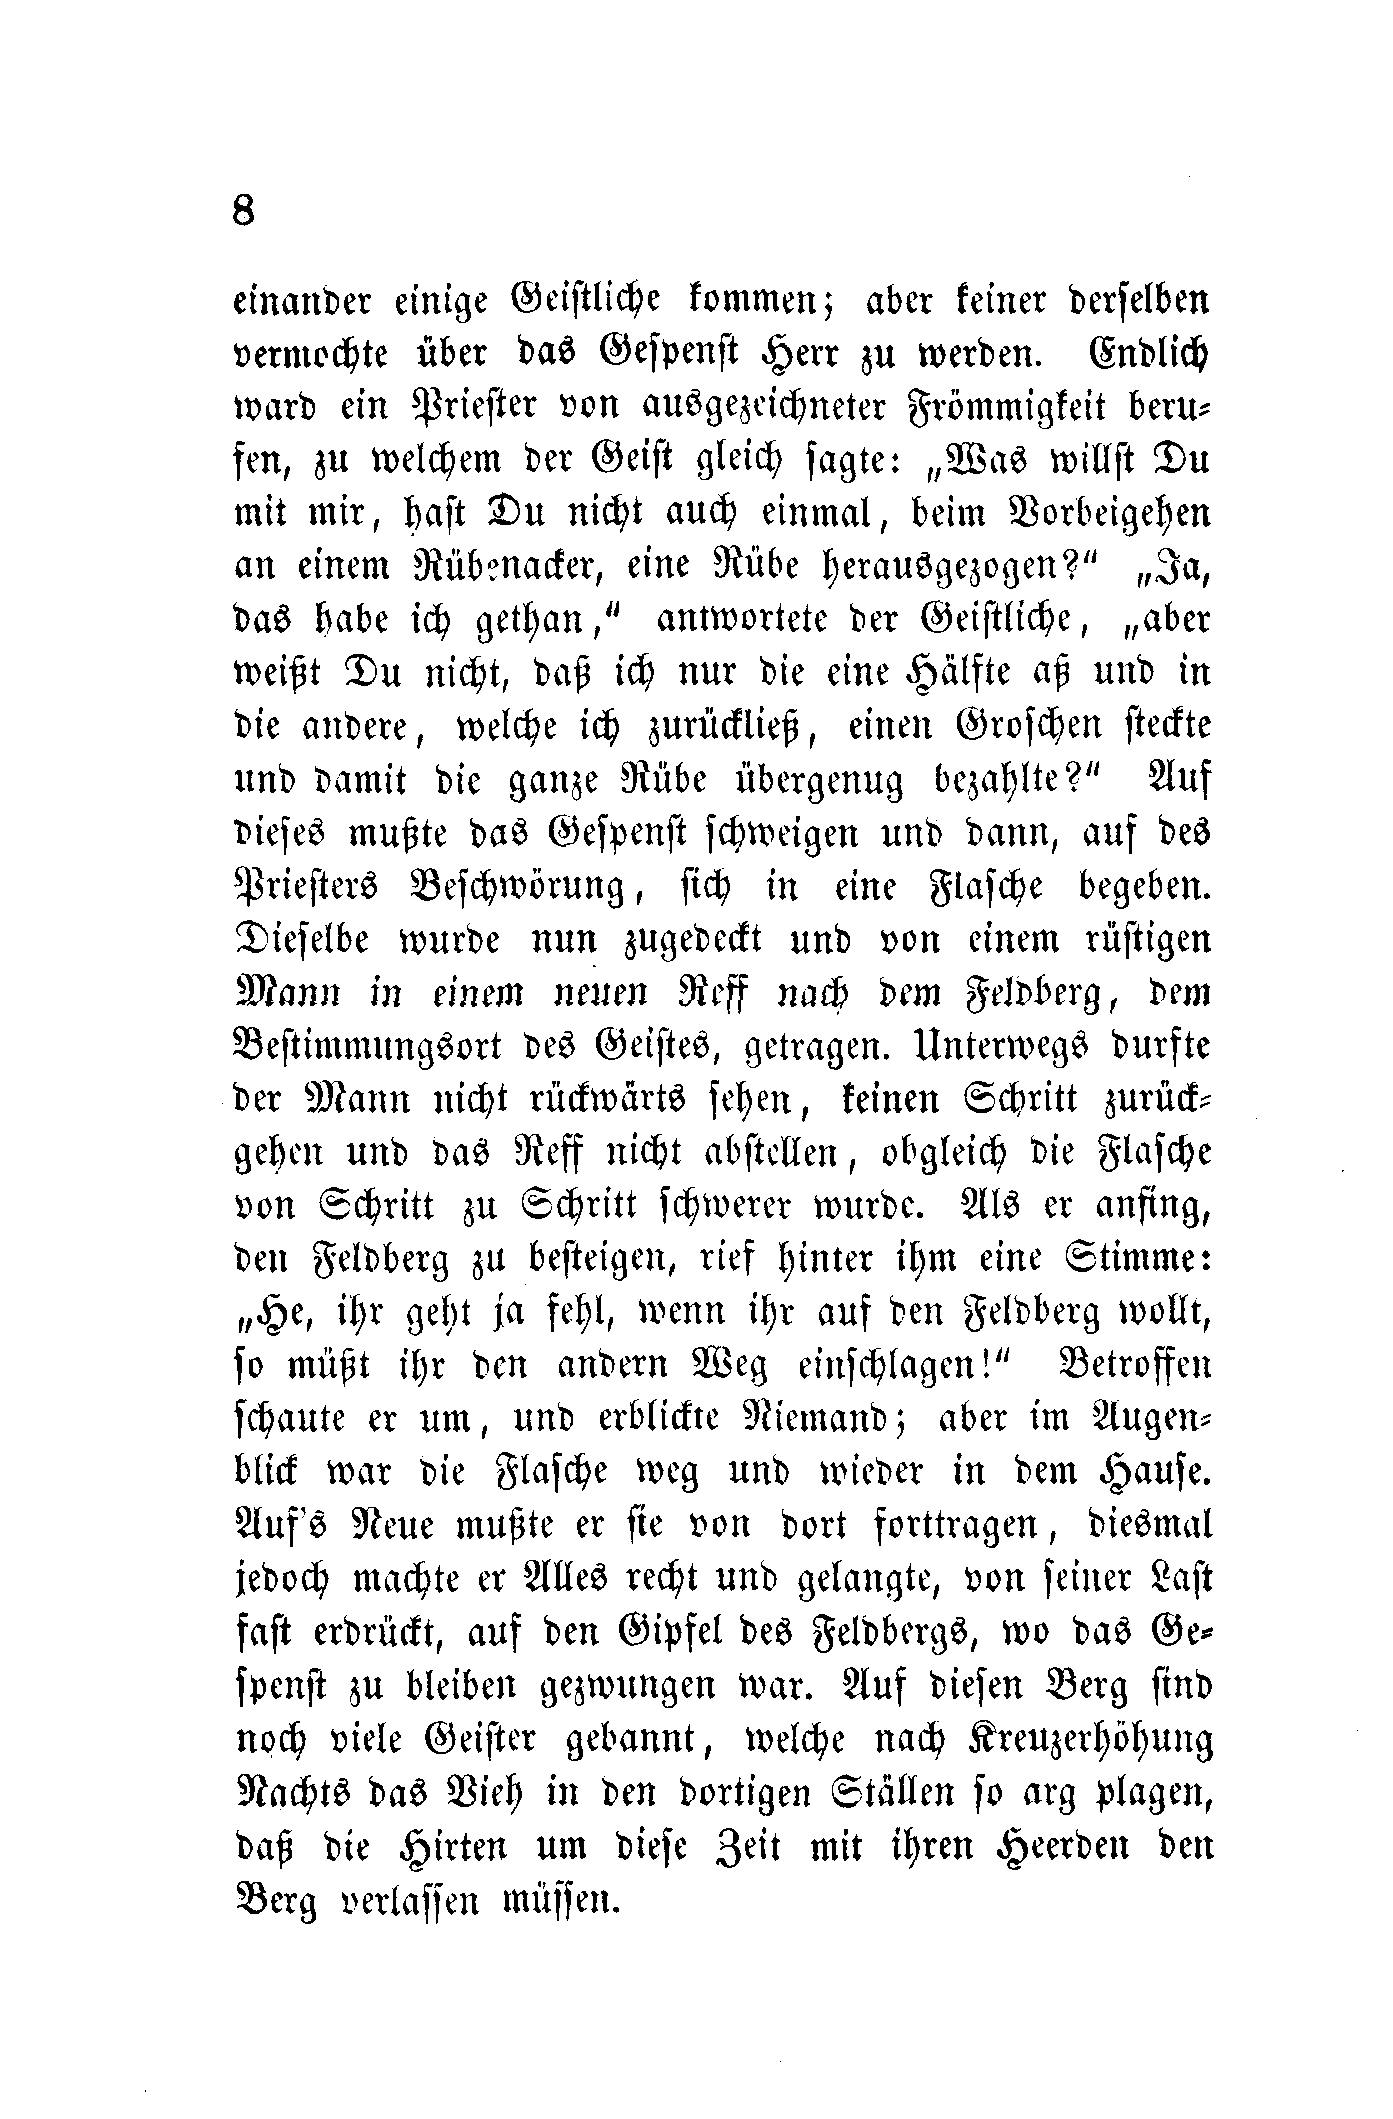 8
einander einige Geistliche kommen; aber keiner derselben
vermochte über das Gespenst Herr zu werden. Endlich
ward ein Priester von ausgezeichneter Frömmigkeit beru-
fen, zu welchem der Geist gleich sagte: „Was willst Du
mit mir, hast Du nicht auch einmal, beim Vorbeigehen
an einem Rübenacker, eine Rübe herausgezogen?“ „Ja,
das habe ich gethan,“ antwortete der Geistliche, „aber
weißt Du nicht, daß ich nur die eine Hälfte aß und in
die andere, welche ich zurückließ, einen Groschen steckte
und damit die ganze Rübe übergenug bezahlte?“ Auf
dieses mußte das Gespenst schweigen und dann, auf des
Priesters Beschwörung, sich in eine Flasche begeben.
Dieselbe wurde nun zugedeckt und von einem rüstigen
Mann in einem neuen Reff nach dem Feldberg, dem
Bestimmungsort des Geistes, getragen. Unterwegs durfte
der Mann nicht rückwärts sehen, keinen Schritt zurück-
gehen und das Reff nicht abstellen, obgleich die Flasche
von Schritt zu Schritt schwerer wurde. Als er anfing,
den Feldberg zu besteigen, rief hinter ihm eine Stimme:
„He, ihr geht ja fehl, wenn ihr auf den Feldberg wollt,
so müßt ihr den andern Weg einschlagen!“ Betroffen
schaute er um, und erblickte Niemand; aber im Augen-
blick war die Flasche weg und wieder in dem Hause.
Auf's Neue mußte er sie von dort forttragen, diesmal
jedoch machte er Alles recht und gelangte, von seiner Last
fast erdrückt, auf den Gipfel des Feldbergs, wo das Ge-
spenst zu bleiben gezwungen war. Auf diesen Berg sind
noch viele Geister gebannt, welche nach Kreuzerhöhung
Nachts das Vieh in den dortigen Ställen so arg plagen,
daß die Hirten um diese Zeit mit ihren Heerden den
Berg verlassen müssen.